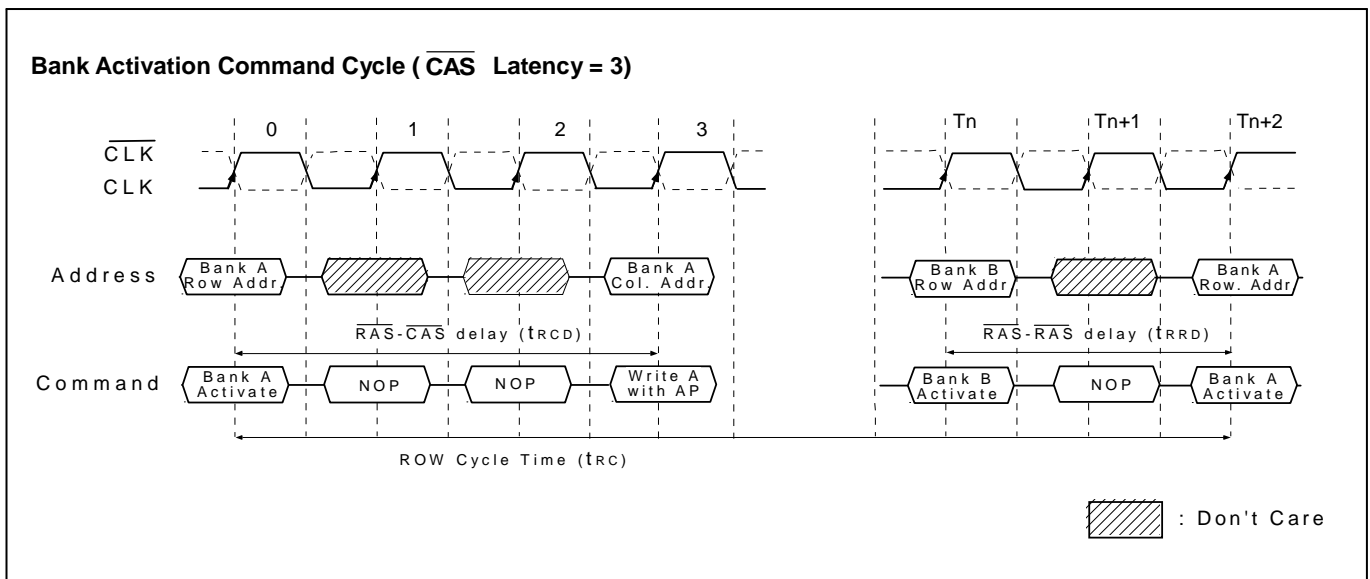 Bank Activation Command Cycle ( CAS Latency = 3)
0 1 2 3 Tn Tn+1 Tn+2
CLK
CLK
Address
Bank A
Row Addr.
Bank A
Col. Addr.
Bank B
Row Addr
Bank A
Row. Addr
RAS-CAS delay (tRCD)
RAS-RAS delay (tRRD)
Command
Bank A
Activate
NOP
NOP
Write A
with AP
Bank B
Activate
NOP
Bank A
Activate
ROW Cycle Time (tRC)
: Don't Care